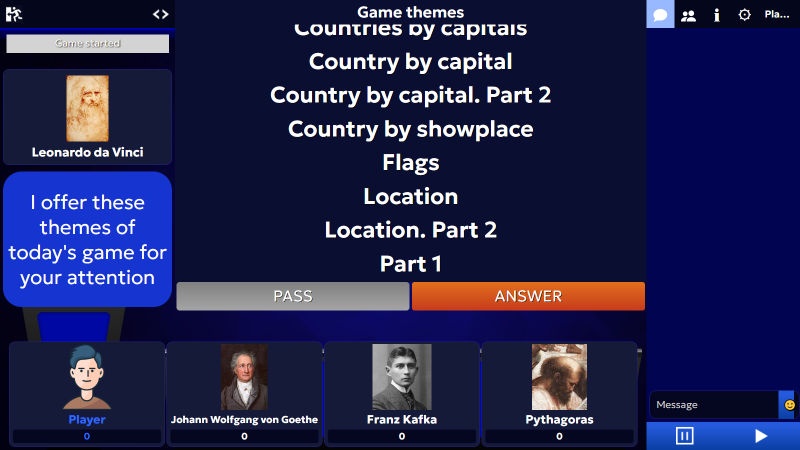 Game themes
Pla...
Game started
Countries by capitals
Country by capital
Country by capital. Part 2
Country by showplace
Flags
Location
Location. Part 2
Part 1
Leonardo da Vinci
I offer these
themes of
today's game for
your attention
PASS
ANSWER
Player
0
Johann Wolfgang von Goethe
0
Franz Kafka
0
Pythagoras
0
Message